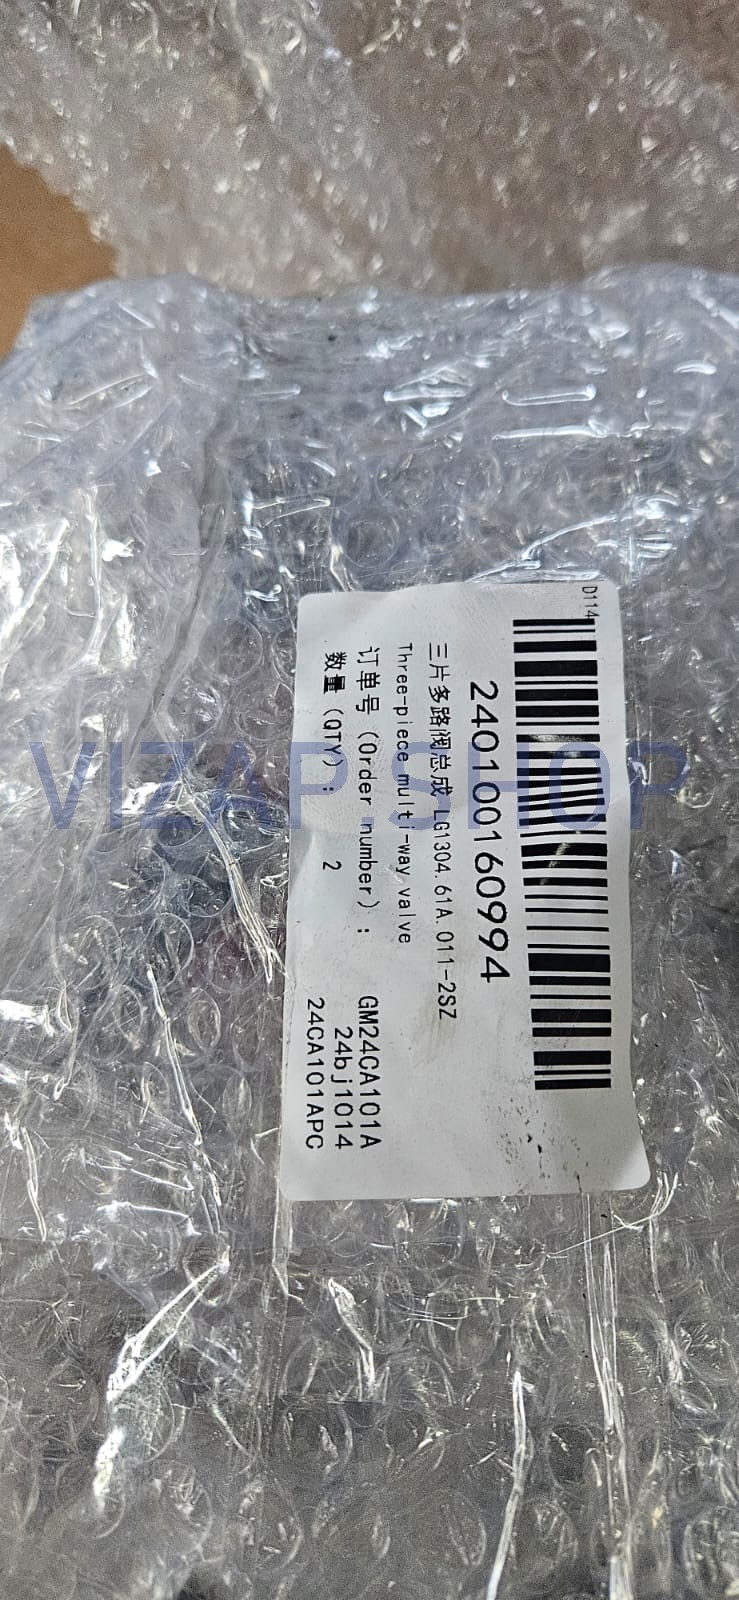 D114
240100160994
三片多路阀总成 LG1304.61A.011-2SZ
Three-piece multi-way valve
订单号 (Order number): GM24CA101A
24bj1014
数量 (QTY): 2 24CA101APC
VIZAP.SHOP